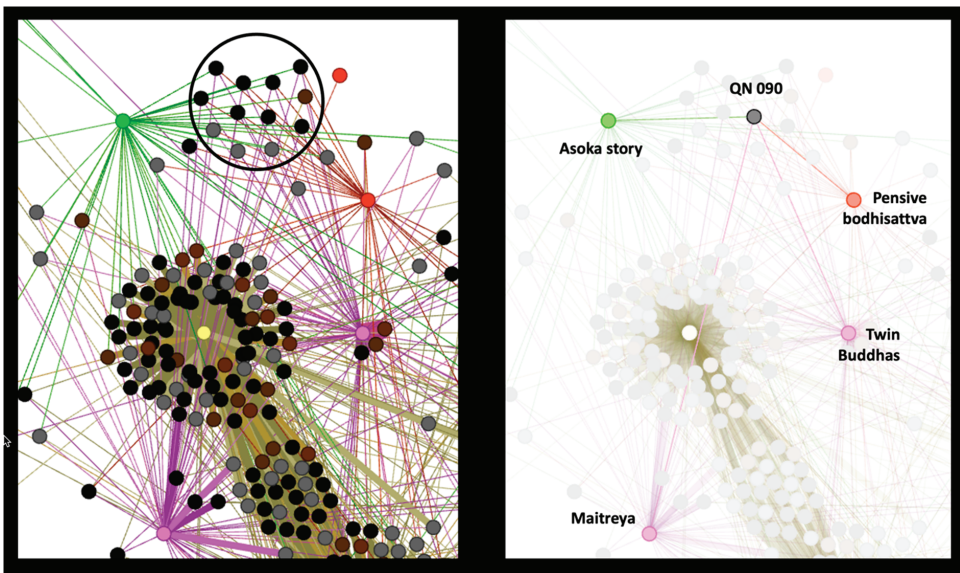 QN 090
Asoka story
Pensive
bodhisattva
Twin
Buddhas
Maitreya